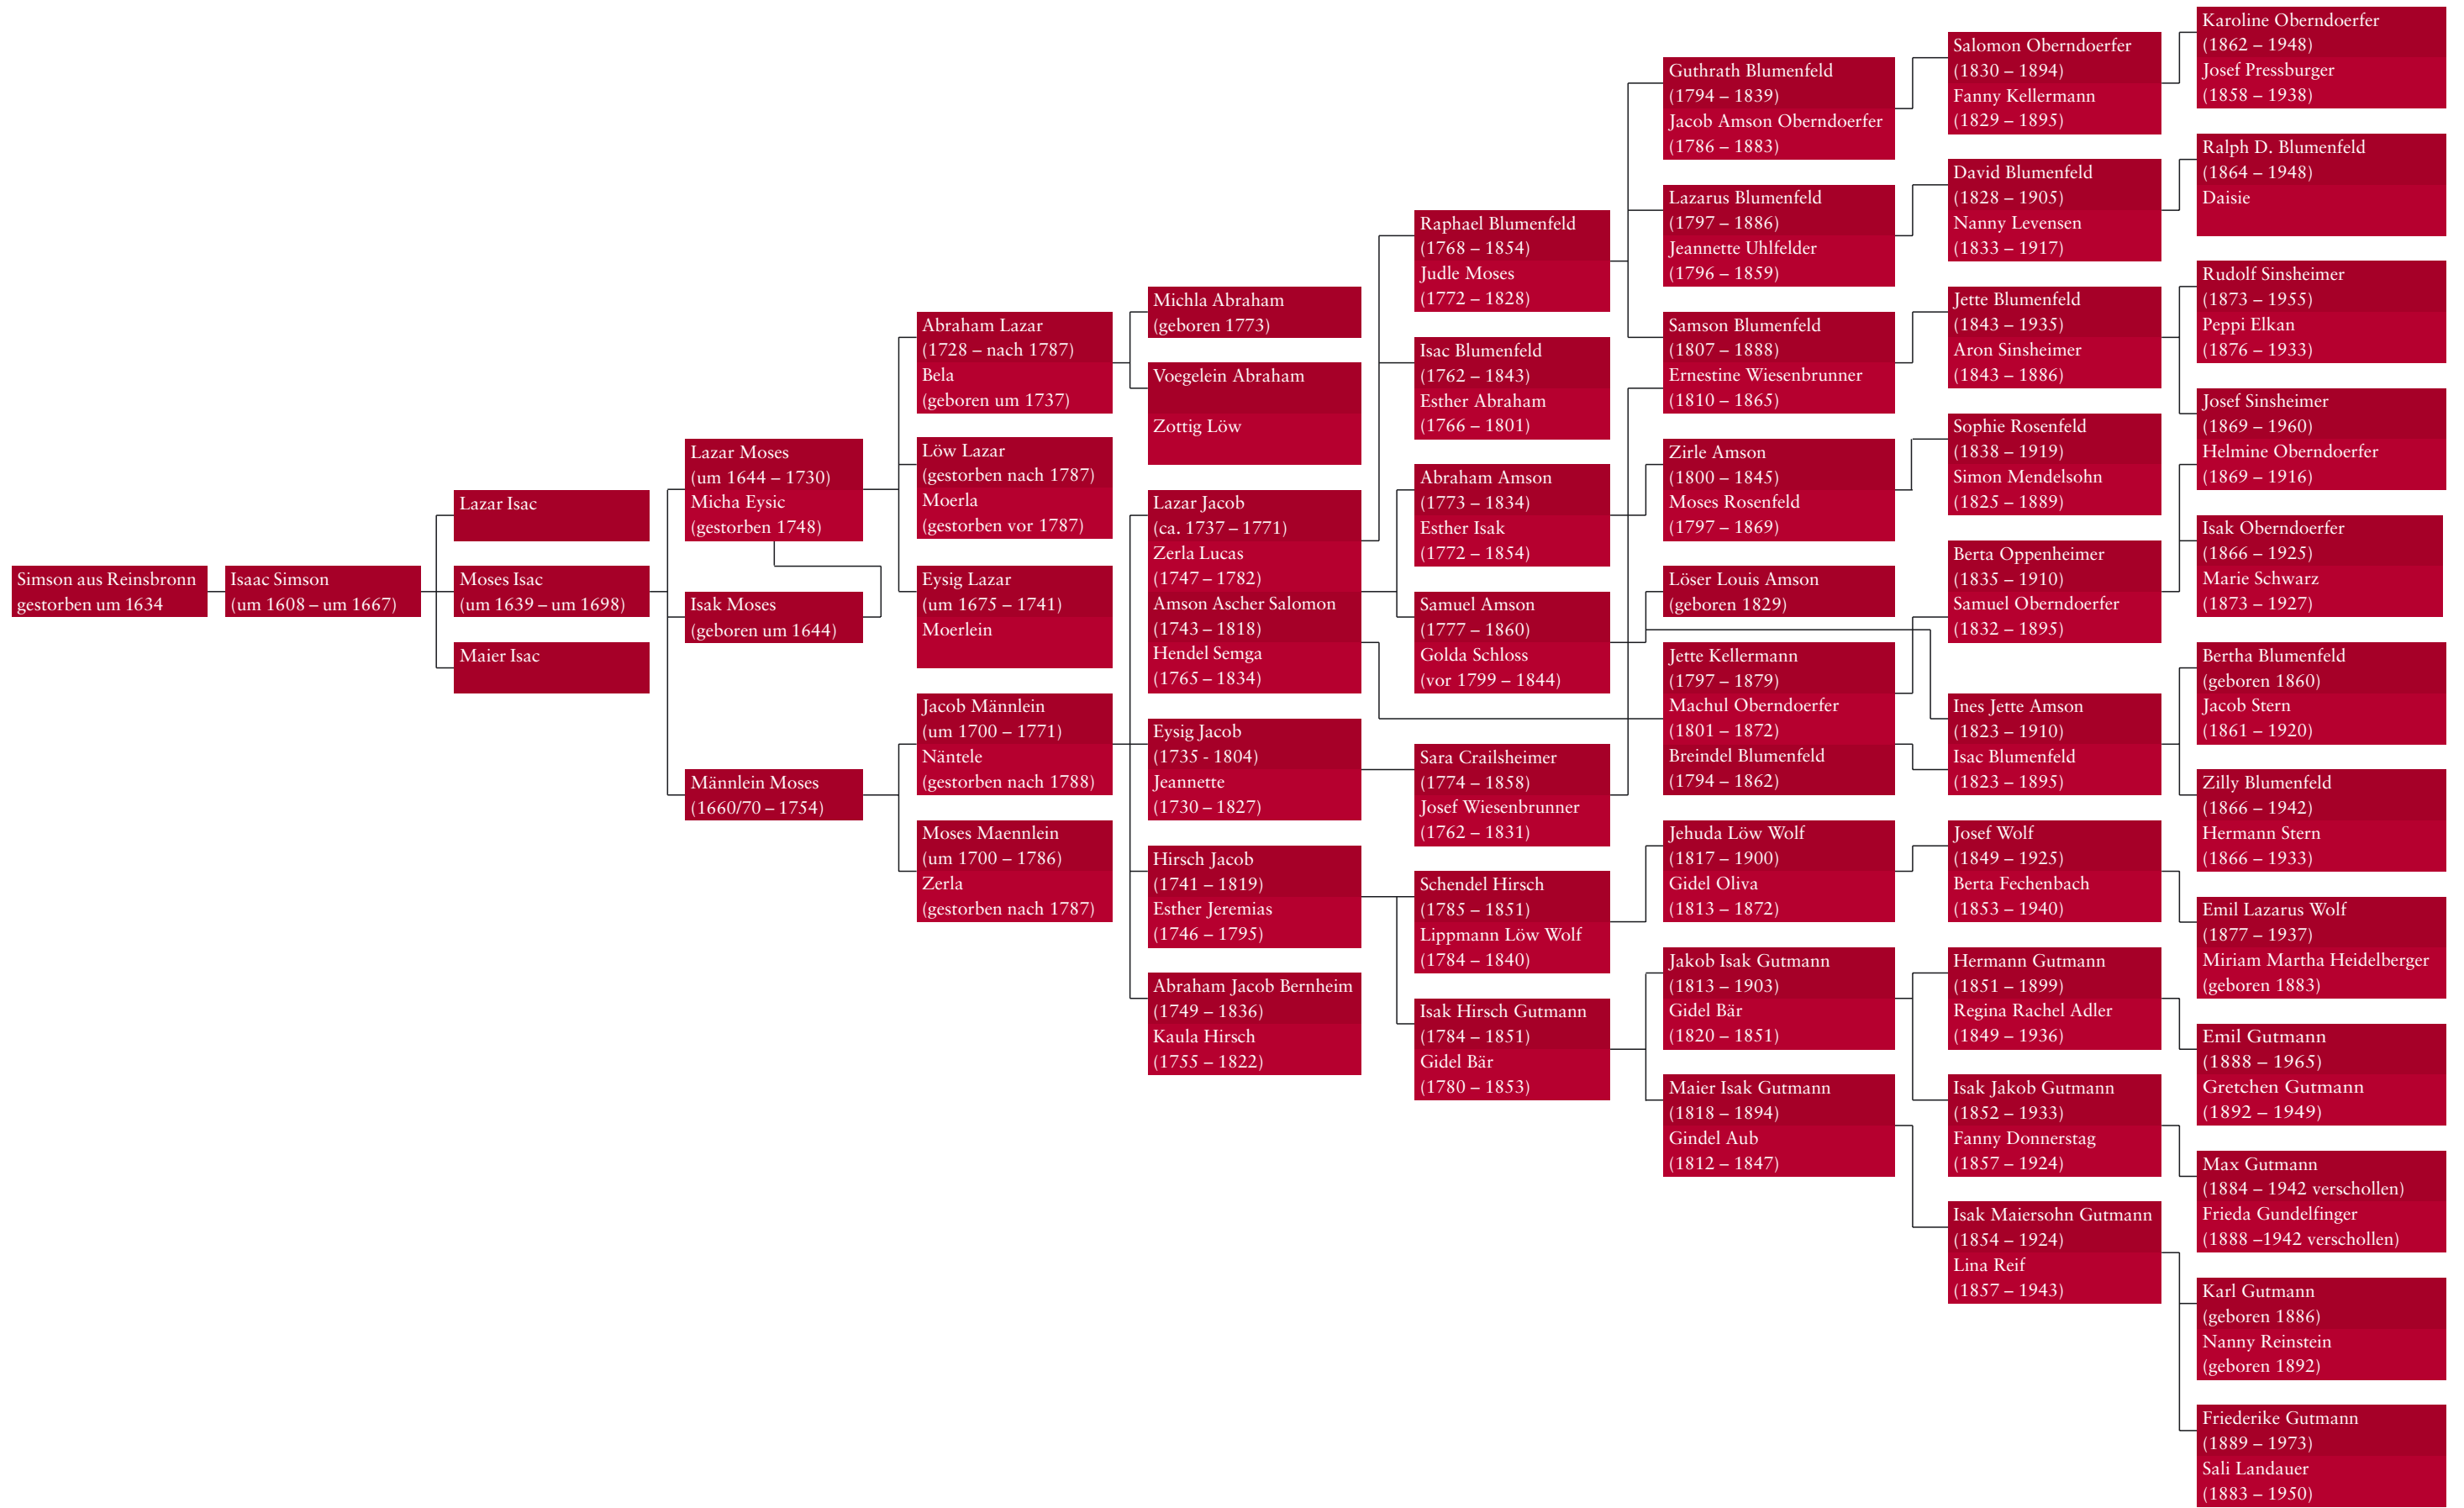 Simson aus Reinsbronn
gestorben um 1634
Isaac Simson
(um 1608 – um 1667)
Lazar Isac
Moses Isac
(um 1639 – um 1698)
Maier Isac
Lazar Moses
(um 1644 – 1730)
Micha Eysic
(gestorben 1748)
Isak Moses
(geboren um 1644)
Männlein Moses
(1660/70 – 1754)
Abraham Lazar
(1728 – nach 1787)
Bela
(geboren um 1737)
Löw Lazar
(gestorben nach 1787)
Moerla
(gestorben vor 1787)
Eysig Lazar
(um 1675 – 1741)
Moerlein
Jacob Männlein
(um 1700 – 1771)
Näntele
(gestorben nach 1788)
Moses Maennlein
(um 1700 – 1786)
Zerla
(gestorben nach 1787)
Michla Abraham
(geboren 1773)
Voegelein Abraham
Zottig Löw
Lazar Jacob
(ca. 1737 – 1771)
Zerla Lucas
(1747 – 1782)
Amson Ascher Salomon
(1743 – 1818)
Hendel Semga
(1765 – 1834)
Eysig Jacob
(1735 - 1804)
Jeannette
(1730 – 1827)
Hirsch Jacob
(1741 – 1819)
Esther Jeremias
(1746 – 1795)
Abraham Jacob Bernheim
(1749 – 1836)
Kaula Hirsch
(1755 – 1822)
Raphael Blumenfeld
(1768 – 1854)
Judle Moses
(1772 – 1828)
Isac Blumenfeld
(1762 – 1843)
Esther Abraham
(1766 – 1801)
Abraham Amson
(1773 – 1834)
Esther Isak
(1772 – 1854)
Samuel Amson
(1777 – 1860)
Golda Schloss
(vor 1799 – 1844)
Sara Crailsheimer
(1774 – 1858)
Josef Wiesenbrunner
(1762 – 1831)
Schendel Hirsch
(1785 – 1851)
Lippmann Löw Wolf
(1784 – 1840)
Isak Hirsch Gutmann
(1784 – 1851)
Gidel Bär
(1780 – 1853)
Guthrath Blumenfeld
(1794 – 1839)
Jacob Amson Oberndoerfer
(1786 – 1883)
Lazarus Blumenfeld
(1797 – 1886)
Jeannette Uhlfelder
(1796 – 1859)
Samson Blumenfeld
(1807 – 1888)
Ernestine Wiesenbrunner
(1810 – 1865)
Zirle Amson
(1800 – 1845)
Moses Rosenfeld
(1797 – 1869)
Löser Louis Amson
(geboren 1829)
Jette Kellermann
(1797 – 1879)
Machul Oberndoerfer
(1801 – 1872)
Breindel Blumenfeld
(1794 – 1862)
Jehuda Löw Wolf
(1817 – 1900)
Gidel Oliva
(1813 – 1872)
Jakob Isak Gutmann
(1813 – 1903)
Gidel Bär
(1820 – 1851)
Maier Isak Gutmann
(1818 – 1894)
Gindel Aub
(1812 – 1847)
Salomon Oberndoerfer
(1830 – 1894)
Fanny Kellermann
(1829 – 1895)
David Blumenfeld
(1828 – 1905)
Nanny Levensen
(1833 – 1917)
Jette Blumenfeld
(1843 – 1935)
Aron Sinsheimer
(1843 – 1886)
Sophie Rosenfeld
(1838 – 1919)
Simon Mendelsohn
(1825 – 1889)
Berta Oppenheimer
(1835 – 1910)
Samuel Oberndoerfer
(1832 – 1895)
Ines Jette Amson
(1823 – 1910)
Isac Blumenfeld
(1823 – 1895)
Josef Wolf
(1849 – 1925)
Berta Fechenbach
(1853 – 1940)
Hermann Gutmann
(1851 – 1899)
Regina Rachel Adler
(1849 – 1936)
Isak Jakob Gutmann
(1852 – 1933)
Fanny Donnerstag
(1857 – 1924)
Isak Maiersohn Gutmann
(1854 – 1924)
Lina Reif
(1857 – 1943)
Karoline Oberndoerfer
(1862 – 1948)
Josef Pressburger
(1858 – 1938)
Ralph D. Blumenfeld
(1864 – 1948)
Daisie
Rudolf Sinsheimer
(1873 – 1955)
Peppi Elkan
(1876 – 1933)
Josef Sinsheimer
(1869 – 1960)
Helmine Oberndoerfer
(1869 – 1916)
Isak Oberndoerfer
(1866 – 1925)
Marie Schwarz
(1873 – 1927)
Bertha Blumenfeld
(geboren 1860)
Jacob Stern
(1861 – 1920)
Zilly Blumenfeld
(1866 – 1942)
Hermann Stern
(1866 – 1933)
Emil Lazarus Wolf
(1877 – 1937)
Miriam Martha Heidelberger
(geboren 1883)
Emil Gutmann
(1888 – 1965)
Gretchen Gutmann
(1892 – 1949)
Max Gutmann
(1884 – 1942 verschollen)
Frieda Gundelfinger
(1888 –1942 verschollen)
Karl Gutmann
(geboren 1886)
Nanny Reinstein
(geboren 1892)
Friederike Gutmann
(1889 – 1973)
Sali Landauer
(1883 – 1950)